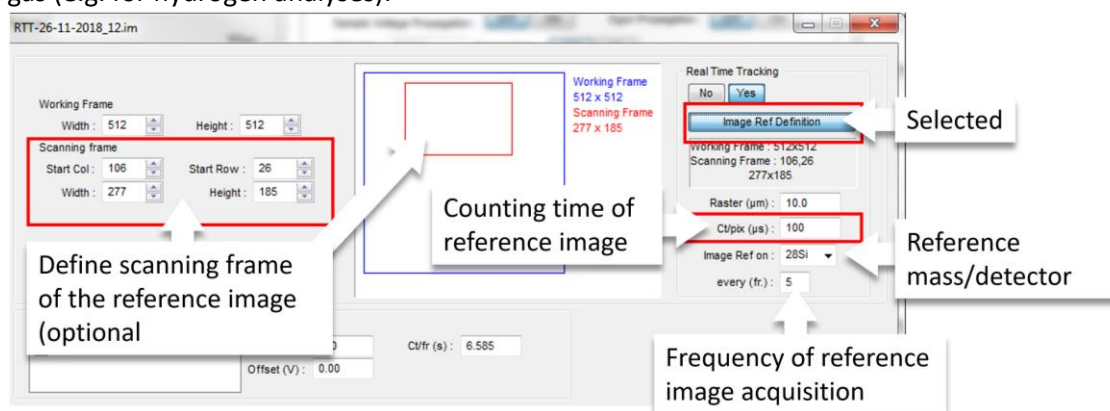 gas (e.g. for hydrogen analyses).
RTT-26-11-2018_12.im
Working Frame
Width : 512 Height : 512
Scanning frame
Start Col : 106 Start Row : 26
Width : 277 Height : 185
Working Frame
512 x 512
Scanning Frame
277 x 185
Real Time Tracking
No Yes
Image Ref Definition
Working Frame : 512x512
Scanning Frame : 106,26
277x185
Raster (µm) : 10.0
Ct/pix (µs) : 100
Image Ref on : 28Si
every (fr.) : 5
Selected
Counting time of
reference image
Reference
mass/detector
Define scanning frame
of the reference image
(optional
Frequency of reference
image acquisition
Ct/fr (s) : 6.585
Offset (V) : 0.00